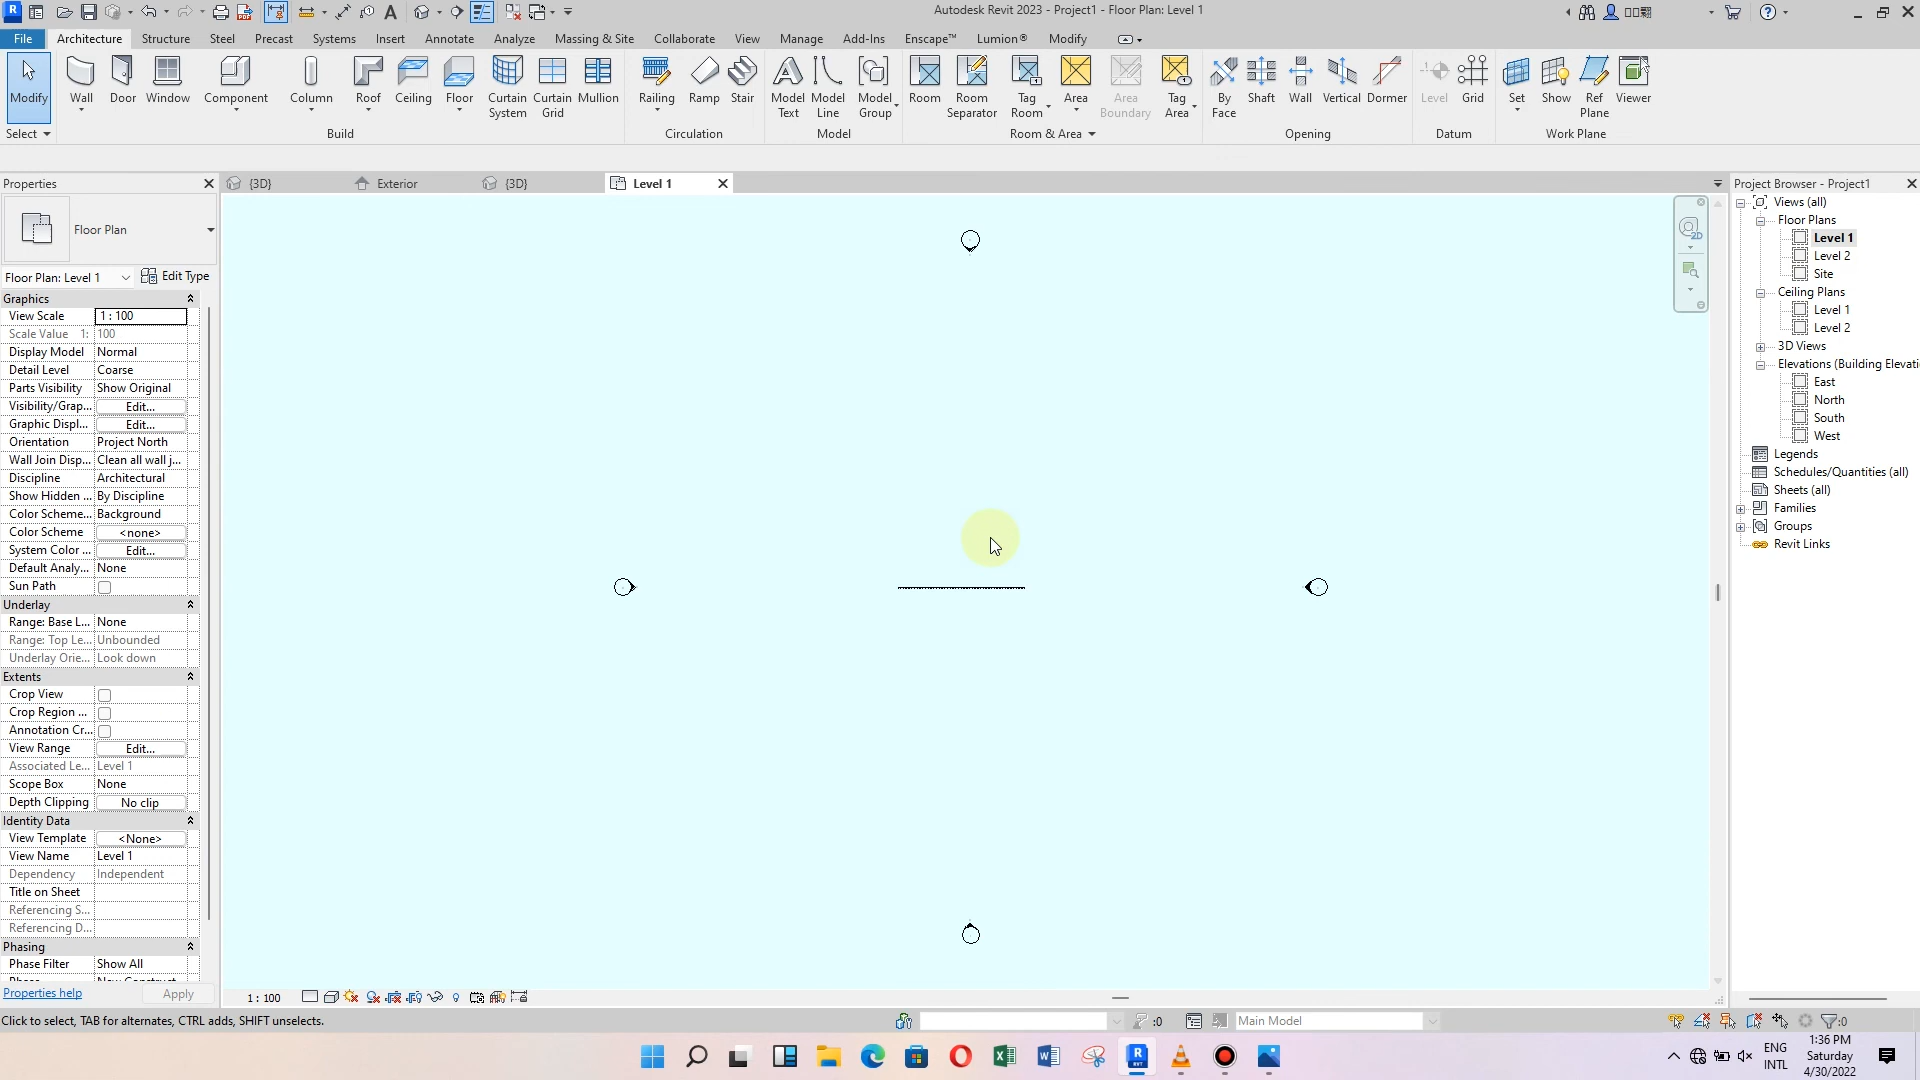 Autodesk Revit 2023 - Project1 - Floor Plan: Level 1
File Architecture Structure Steel Precast Systems Insert Annotate Analyze Massing & Site Collaborate View Manage Add-Ins Enscape™ Lumion® Modify
Modify Wall Door Window Component Column Roof Ceiling Floor Curtain System Curtain Grid Mullion Railing Ramp Stair Model Text Model Line Model Group Room Room Separator Tag Room Area Area Boundary Tag Area By Face Shaft Wall Vertical Dormer Level Grid Set Show Ref Plane Viewer
Select Build Circulation Model Room & Area Opening Datum Work Plane
Properties
Floor Plan
Floor Plan: Level 1 Edit Type
Graphics
View Scale 1 : 100
Scale Value 1: 100
Display Model Normal
Detail Level Coarse
Parts Visibility Show Original
Visibility/Grap... Edit...
Graphic Displ... Edit...
Orientation Project North
Wall Join Disp... Clean all wall j...
Discipline Architectural
Show Hidden ... By Discipline
Color Scheme... Background
Color Scheme <none>
System Color ... Edit...
Default Analy... None
Sun Path
Underlay
Range: Base L... None
Range: Top Le... Unbounded
Underlay Orie... Look down
Extents
Crop View
Crop Region ...
Annotation Cr...
View Range Edit...
Associated Le... Level 1
Scope Box None
Depth Clipping No clip
Identity Data
View Template <None>
View Name Level 1
Dependency Independent
Title on Sheet
Referencing S...
Referencing D...
Phasing
Phase Filter Show All
Properties help Apply
{3D} Exterior {3D} Level 1
2D
1 : 100
Project Browser - Project1
Views (all)
Floor Plans
Level 1
Level 2
Site
Ceiling Plans
Level 1
Level 2
3D Views
Elevations (Building Elevati
East
North
South
West
Legends
Schedules/Quantities (all)
Sheets (all)
Families
Groups
Revit Links
Click to select, TAB for alternates, CTRL adds, SHIFT unselects. :0 Main Model :0
ENG
INTL
1:36 PM
Saturday
4/30/2022